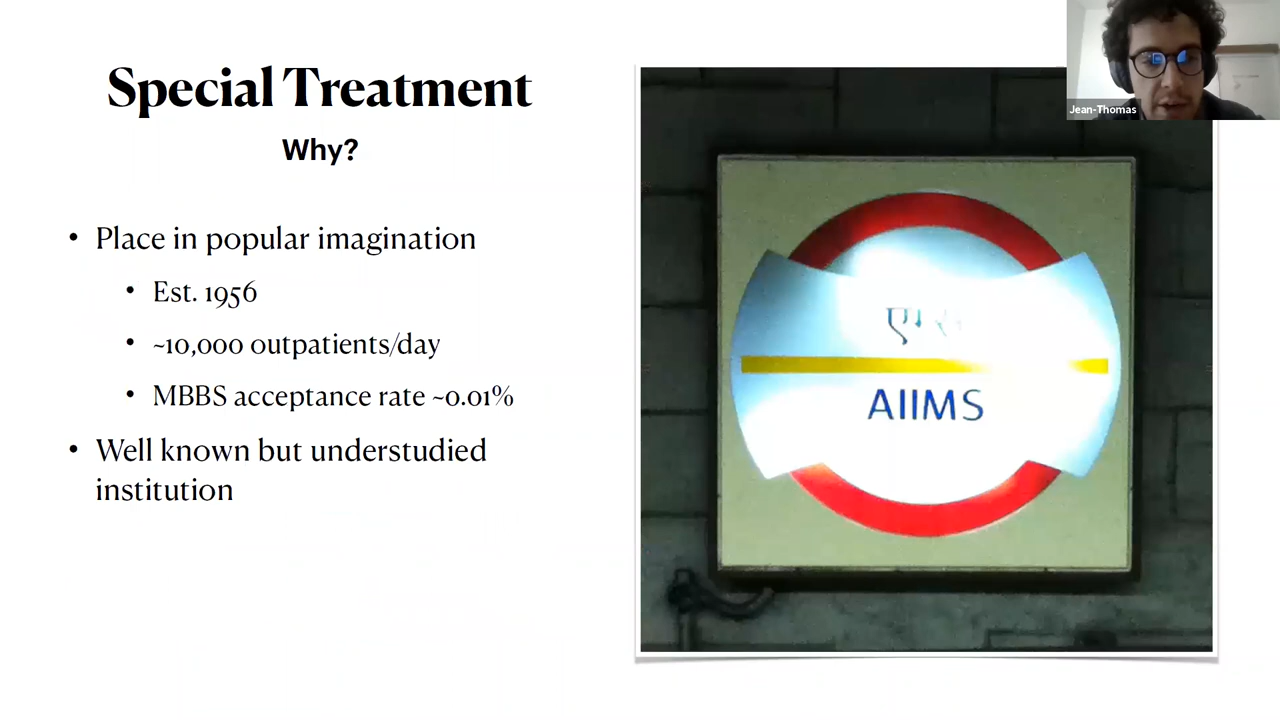 Special Treatment
Why?
• Place in popular imagination
• Est. 1956
• ~10,000 outpatients/day
• MBBS acceptance rate ~0.01%
• Well known but understudied
institution
Jean-Thomas
AIIMS